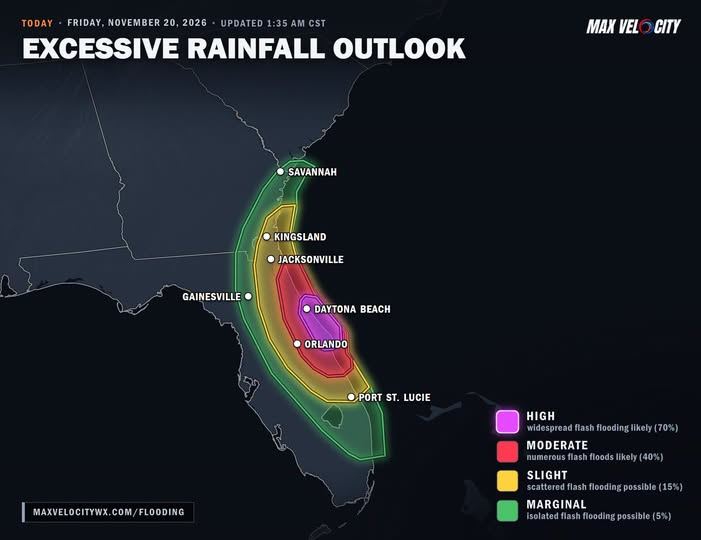 TODAY • FRIDAY, NOVEMBER 20, 2026 • UPDATED 1:35 AM CST
EXCESSIVE RAINFALL OUTLOOK
MAX VELOCITY
SAVANNAH
KINGSLAND
JACKSONVILLE
GAINESVILLE
DAYTONA BEACH
ORLANDO
PORT ST. LUCIE
HIGH
widespread flash flooding likely (70%)
MODERATE
numerous flash floods likely (40%)
SLIGHT
scattered flash flooding possible (15%)
MARGINAL
isolated flash flooding possible (5%)
MAXVELOCITYWX.COM/FLOODING